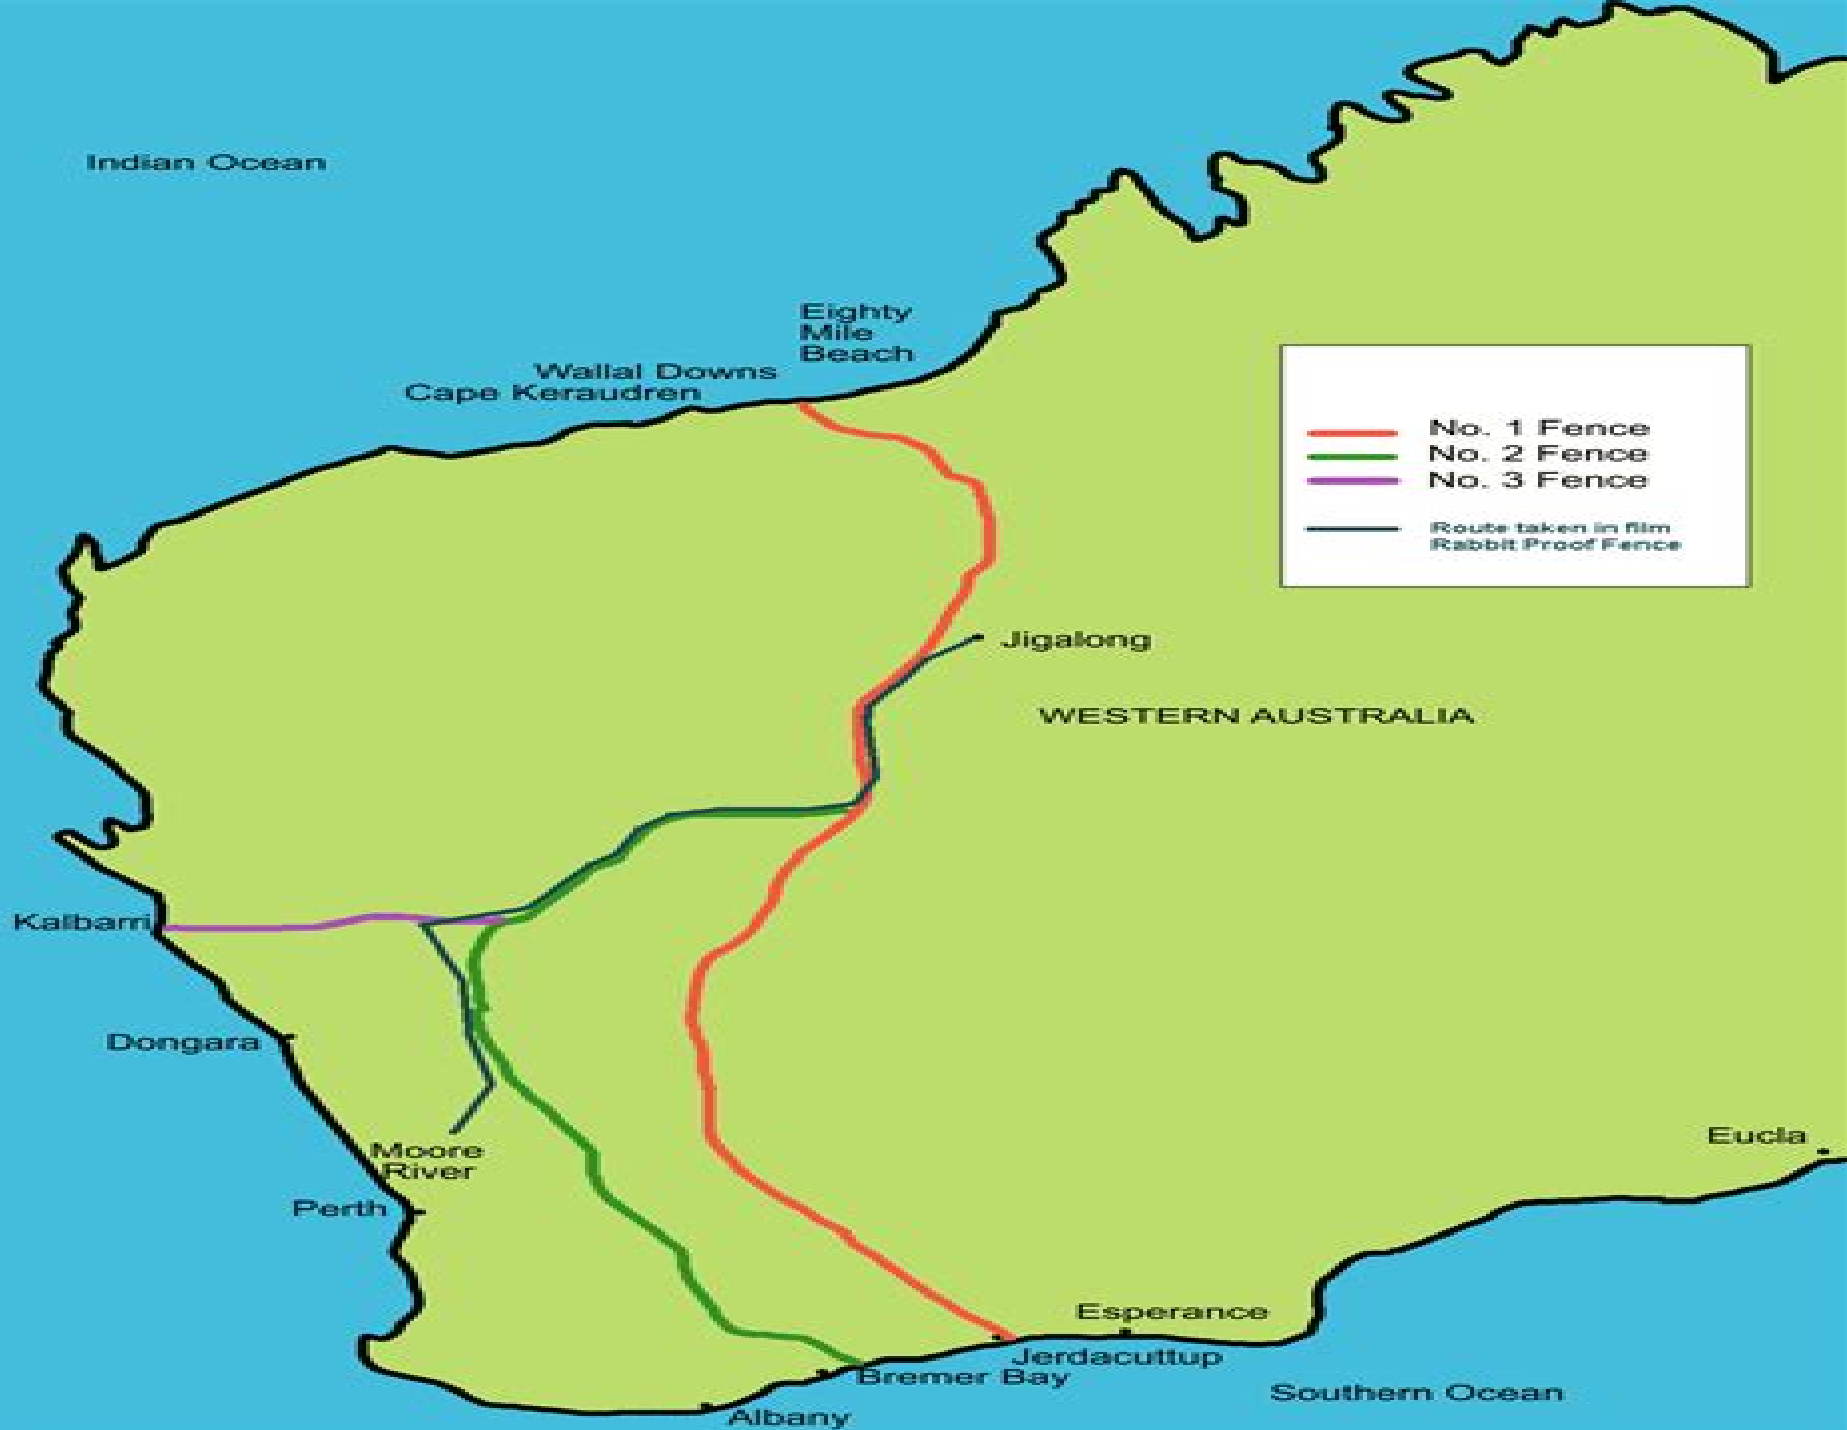 Indian Ocean
Eighty
Mile
Beach
Wallal Downs
Cape Keraudren
No. 1 Fence
No. 2 Fence
No. 3 Fence
Route taken in film
Rabbit Proof Fence
Jigalong
WESTERN AUSTRALIA
Kalbarri
Dongara
Moore
River
Perth
Eucla
Esperance
Jerdacuttup
Bremer Bay
Southern Ocean
Albany